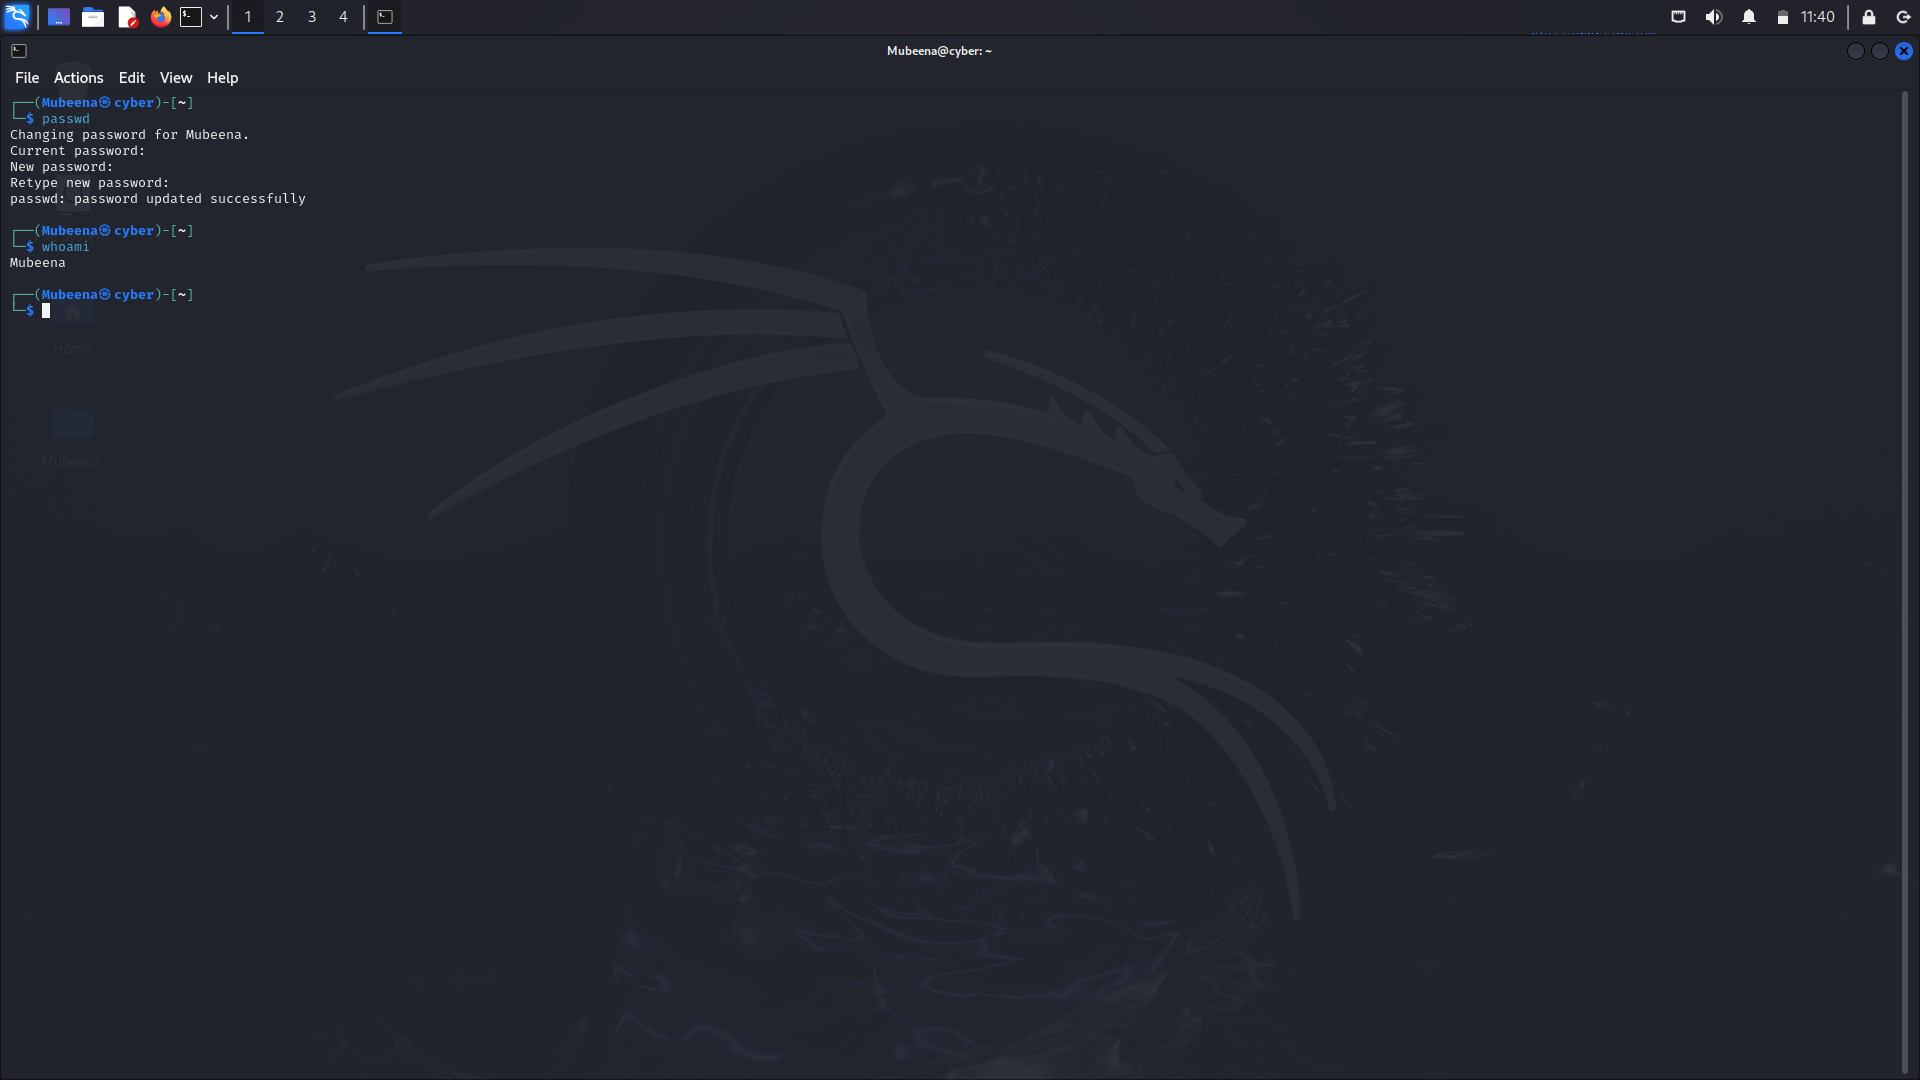 1 2 3 4 11:40
Mubeena@cyber: ~
File Actions Edit View Help
┌──(Mubeena㉿cyber)-[~]
└─$ passwd
Changing password for Mubeena.
Current password:
New password:
Retype new password:
passwd: password updated successfully
┌──(Mubeena㉿cyber)-[~]
└─$ whoami
Mubeena
┌──(Mubeena㉿cyber)-[~]
└─$
Home
Mubeena